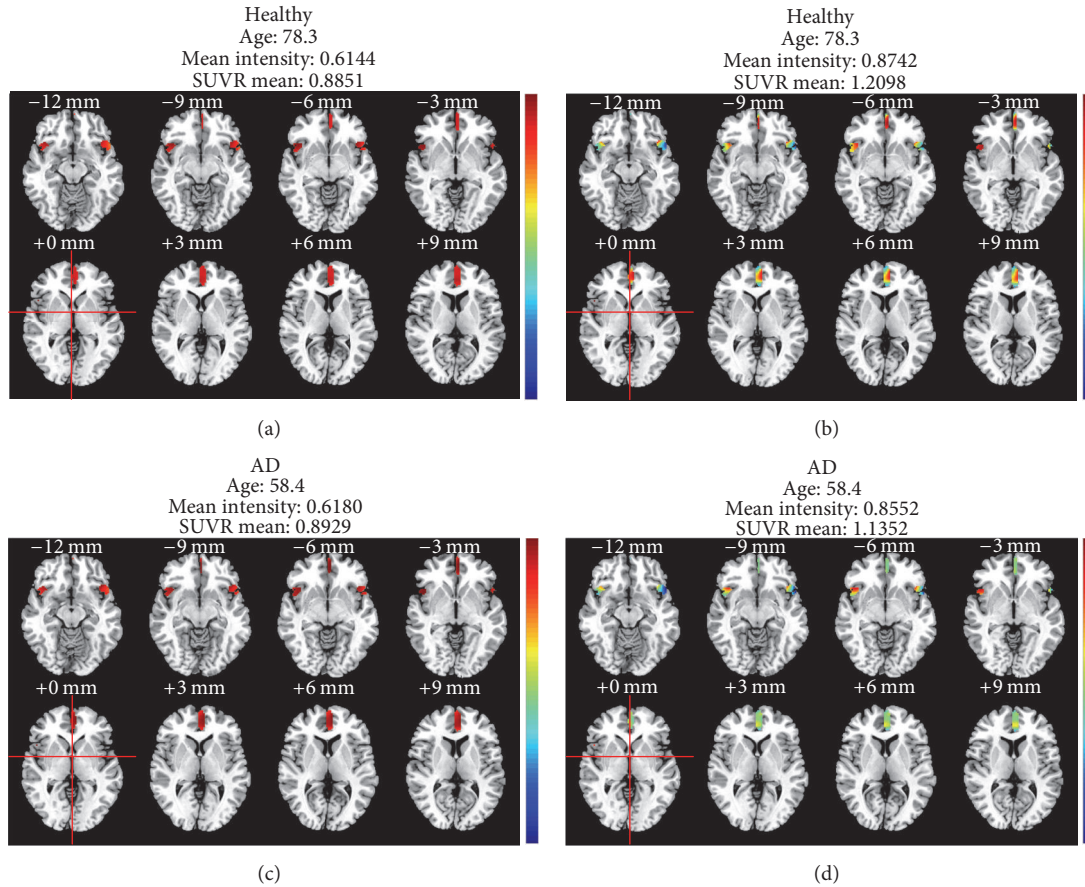 Healthy
Age: 78.3
Mean intensity: 0.6144
SUVR mean: 0.8851
−12 mm −9 mm −6 mm −3 mm
+0 mm +3 mm +6 mm +9 mm
(a)
Healthy
Age: 78.3
Mean intensity: 0.8742
SUVR mean: 1.2098
−12 mm −9 mm −6 mm −3 mm
+0 mm +3 mm +6 mm +9 mm
(b)
AD
Age: 58.4
Mean intensity: 0.6180
SUVR mean: 0.8929
−12 mm −9 mm −6 mm −3 mm
+0 mm +3 mm +6 mm +9 mm
(c)
AD
Age: 58.4
Mean intensity: 0.8552
SUVR mean: 1.1352
−12 mm −9 mm −6 mm −3 mm
+0 mm +3 mm +6 mm +9 mm
(d)